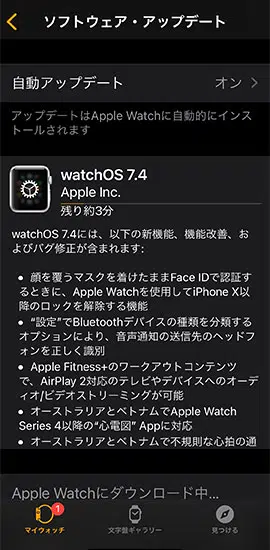 ソフトウェア・アップデート
自動アップデート オン
アップデートはApple Watchに自動的にインス
トールされます
watchOS 7.4
Apple Inc.
残り約3分
watchOS 7.4には、以下の新機能、機能改善、お
よびバグ修正が含まれます:
• 顔を覆うマスクを着けたままFace IDで認証す
るときに、Apple Watchを使用してiPhone X以
降のロックを解除する機能
• “設定”でBluetoothデバイスの種類を分類する
オプションにより、音声通知の送信先のヘッドフォ
ンを正しく識別
• Apple Fitness+のワークアウトコンテンツ
で、AirPlay 2対応のテレビやデバイスへのオーデ
ィオ/ビデオストリーミングが可能
• オーストラリアとベトナムでApple Watch
Series 4以降の“心電図” Appに対応
• オーストラリアとベトナムで不規則な心拍の通
Apple Watchにダウンロード中...
1
マイウォッチ 文字盤ギャラリー 見つける